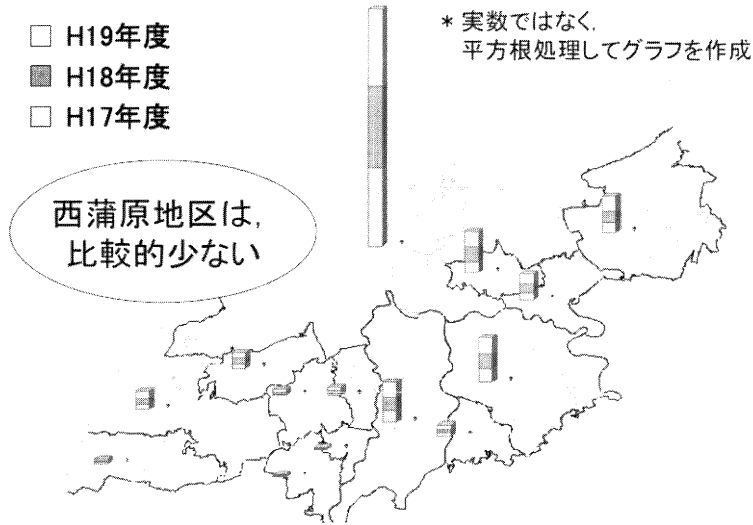 □ H19年度
■ H18年度
□ H17年度
* 実数ではなく,
平方根処理してグラフを作成
西蒲原地区は,
比較的少ない